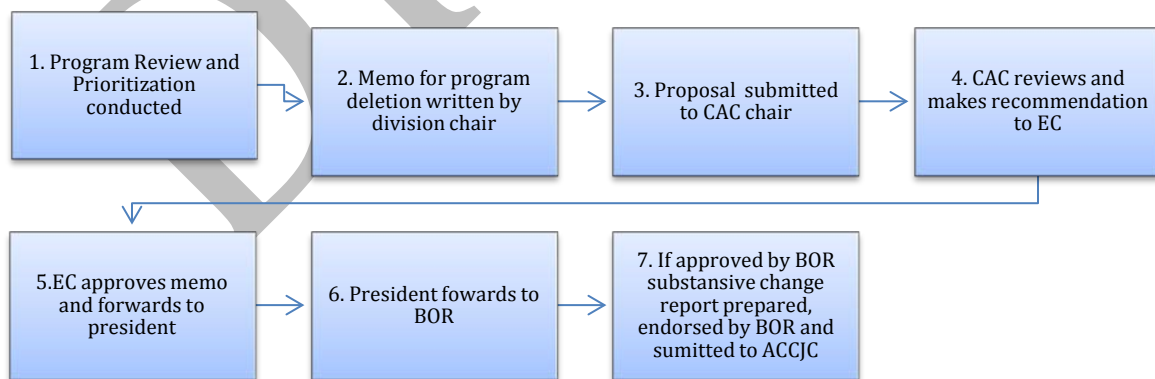 1. Program Review and
Prioritization
conducted
2. Memo for program
deletion written by
division chair
3. Proposal submitted
to CAC chair
4. CAC reviews and
makes recommendation
to EC
5.EC approves memo
and forwards to
president
6. President fowards to
BOR
7. If approved by BOR
substansive change
report prepared,
endorsed by BOR and
sumitted to ACCJC